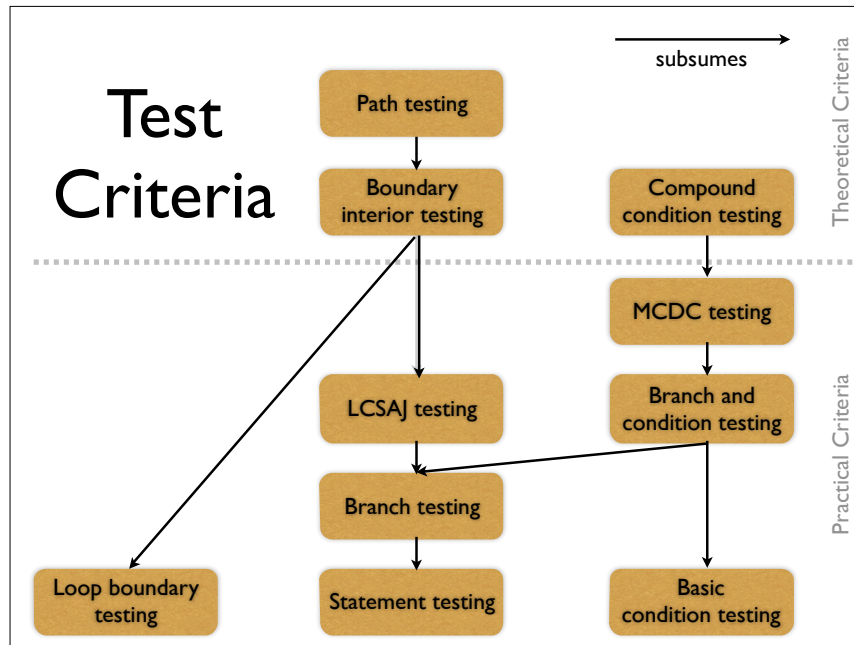 Test
Criteria
subsumes
Theoretical Criteria
Path testing
Boundary
interior testing
Compound
condition testing
MCDC testing
LCSAJ testing
Branch and
condition testing
Practical Criteria
Branch testing
Loop boundary
testing
Statement testing
Basic
condition testing